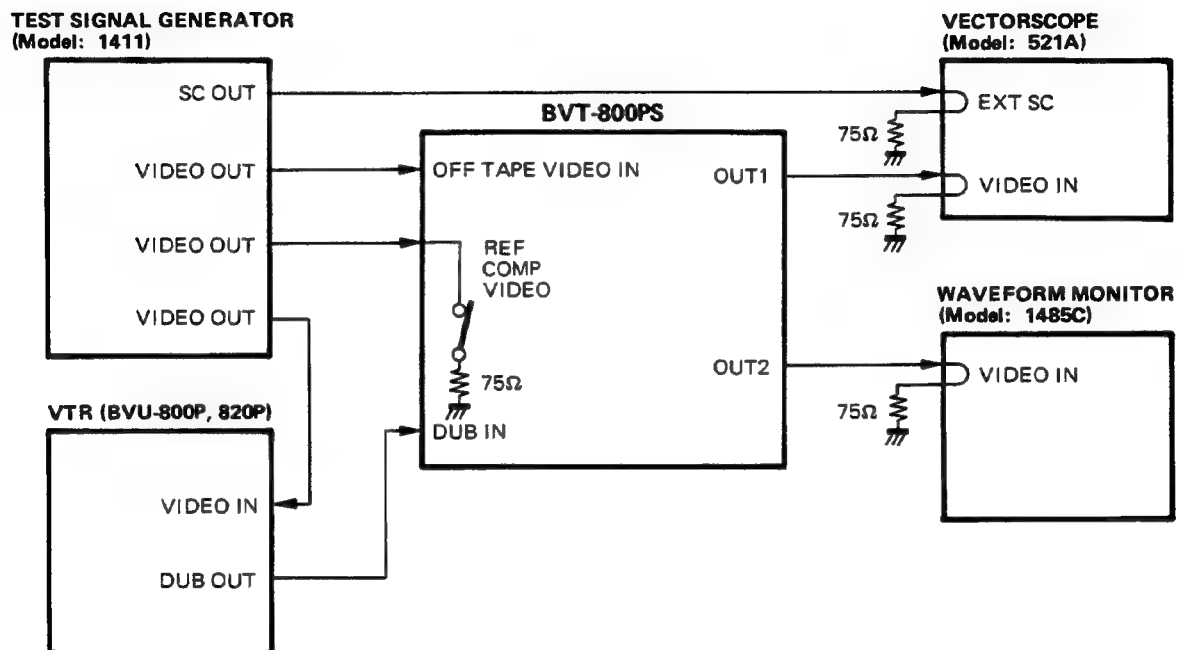 TEST SIGNAL GENERATOR
(Model: 1411)
SC OUT
VIDEO OUT
VIDEO OUT
VIDEO OUT
VTR (BVU-800P, 820P)
VIDEO IN
DUB OUT
BVT-800PS
OFF TAPE VIDEO IN
REF
COMP
VIDEO
75Ω
DUB IN
OUT1
OUT2
VECTORSCOPE
(Model: 521A)
EXT SC
75Ω
VIDEO IN
75Ω
WAVEFORM MONITOR
(Model: 1485C)
VIDEO IN
75Ω